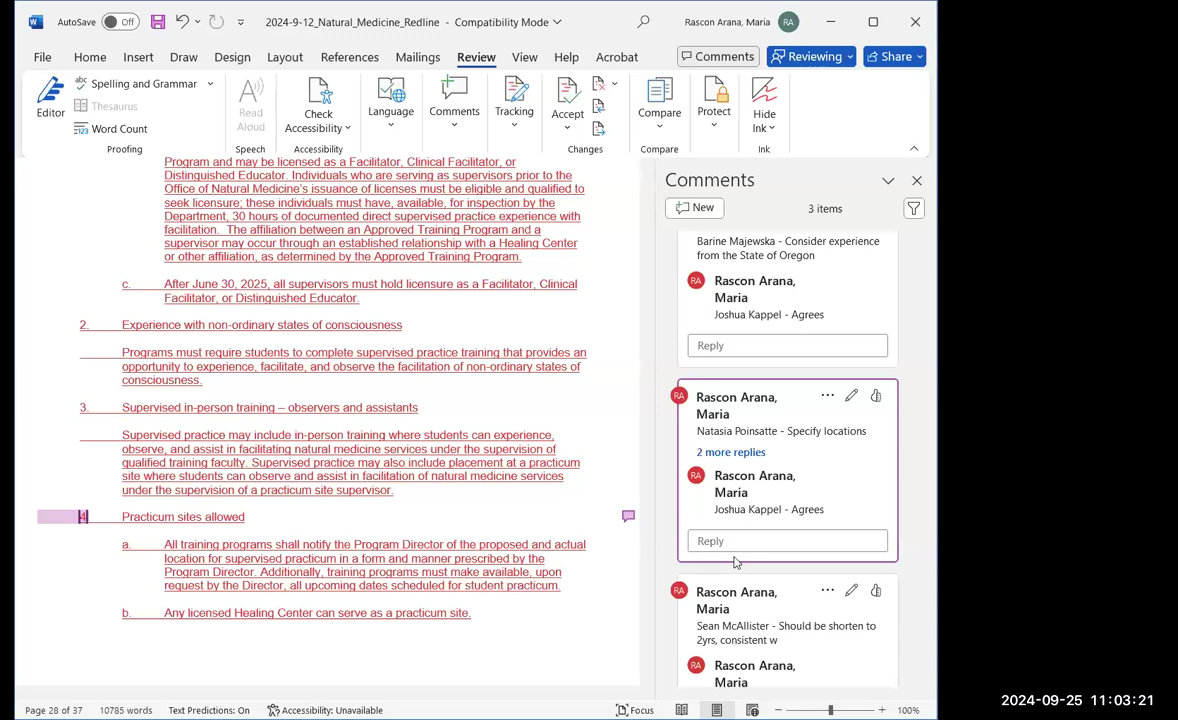 AutoSave Off 2024-9-12_Natural_Medicine_Redline - Compatibility Mode Rascon Arana, Maria RA
File Home Insert Draw Design Layout References Mailings Review View Help Acrobat Comments Reviewing Share
Editor
abc Spelling and Grammar
Thesaurus
123 Word Count
Proofing
Read
Aloud
Speech
Check
Accessibility
Accessibility
Language
Comments
Tracking
Accept
Changes
Compare
Compare
Protect
Hide
Ink
Ink
Program and may be licensed as a Facilitator, Clinical Facilitator, or
Distinguished Educator. Individuals who are serving as supervisors prior to the
Office of Natural Medicine's issuance of licenses must be eligible and qualified to
seek licensure; these individuals must have, available, for inspection by the
Department, 30 hours of documented direct supervised practice experience with
facilitation. The affiliation between an Approved Training Program and a
supervisor may occur through an established relationship with a Healing Center
or other affiliation, as determined by the Approved Training Program.
c. After June 30, 2025, all supervisors must hold licensure as a Facilitator, Clinical
Facilitator, or Distinguished Educator.
2. Experience with non-ordinary states of consciousness
Programs must require students to complete supervised practice training that provides an
opportunity to experience, facilitate, and observe the facilitation of non-ordinary states of
consciousness.
3. Supervised in-person training – observers and assistants
Supervised practice may include in-person training where students can experience,
observe, and assist in facilitating natural medicine services under the supervision of
qualified training faculty. Supervised practice may also include placement at a practicum
site where students can observe and assist in facilitation of natural medicine services
under the supervision of a practicum site supervisor.
4. Practicum sites allowed
a. All training programs shall notify the Program Director of the proposed and actual
location for supervised practicum in a form and manner prescribed by the
Program Director. Additionally, training programs must make available, upon
request by the Director, all upcoming dates scheduled for student practicum.
b. Any licensed Healing Center can serve as a practicum site.
Comments
New 3 items
Barine Majewska - Consider experience
from the State of Oregon
RA Rascon Arana,
Maria
Joshua Kappel - Agrees
Reply
RA Rascon Arana,
Maria
Natasia Poinsatte - Specify locations
2 more replies
RA Rascon Arana,
Maria
Joshua Kappel - Agrees
Reply
RA Rascon Arana,
Maria
Sean McAllister - Should be shorten to
2yrs, consistent w
RA Rascon Arana,
Maria
Page 28 of 37 10785 words Text Predictions: On Accessibility: Unavailable Focus 100%
2024-09-25 11:03:21